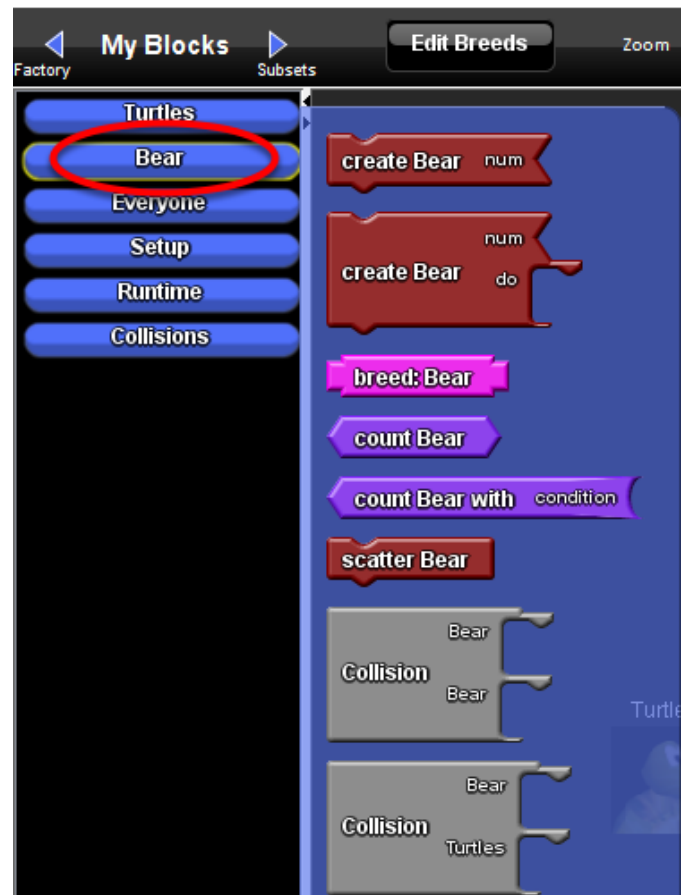 My Blocks
Edit Breeds
Zoom
Factory
Subsets
Turtles
Bear
Everyone
Setup
Runtime
Collisions
create Bear num
num
create Bear
do
breed: Bear
count Bear
count Bear with condition
scatter Bear
Bear
Collision
Bear
Bear
Collision
Turtles